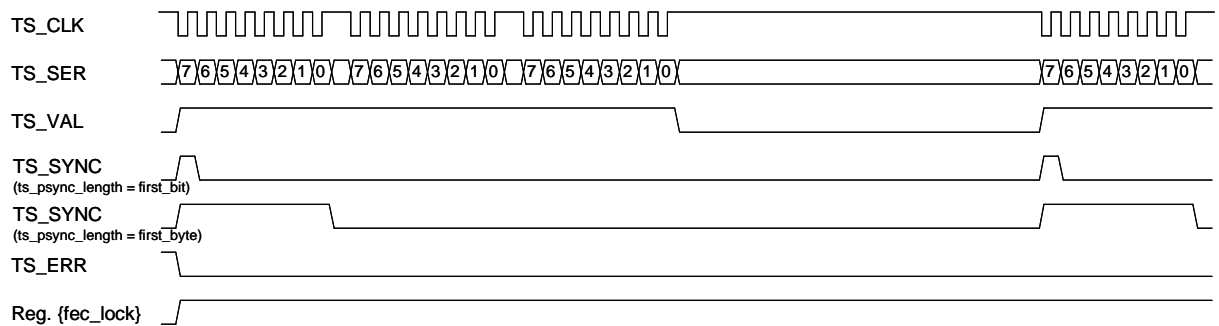 TS_CLK
TS_SER 7 6 5 4 3 2 1 0 7 6 5 4 3 2 1 0 7 6 5 4 3 2 1 0 7 6 5 4 3 2 1 0
TS_VAL
TS_SYNC
(ts_psync_length = first_bit)
TS_SYNC
(ts_psync_length = first_byte)
TS_ERR
Reg. {fec_lock}